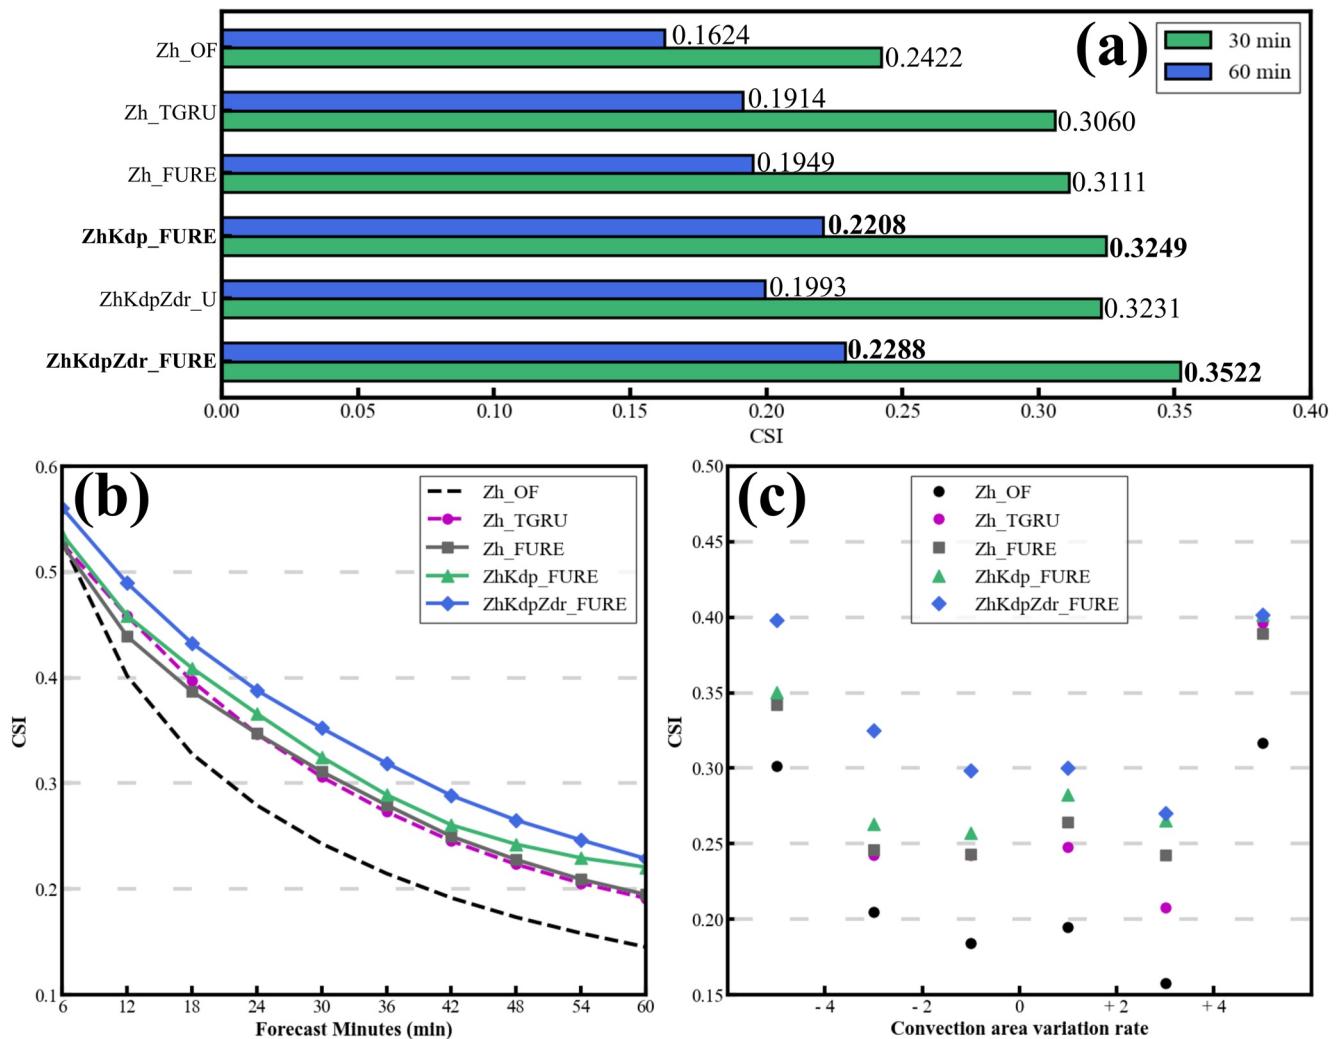 (a)
30 min
60 min
Zh_OF
0.1624
0.2422
Zh_TGRU
0.1914
0.3060
Zh_FURE
0.1949
0.3111
ZhKdp_FURE
0.2208
0.3249
ZhKdpZdr_U
0.1993
0.3231
ZhKdpZdr_FURE
0.2288
0.3522
0.00 0.05 0.10 0.15 0.20 0.25 0.30 0.35 0.40
CSI
(b)
Zh_OF
Zh_TGRU
Zh_FURE
ZhKdp_FURE
ZhKdpZdr_FURE
0.6
0.5
0.4
0.3
0.2
0.1
CSI
6 12 18 24 30 36 42 48 54 60
Forecast Minutes (min)
(c)
Zh_OF
Zh_TGRU
Zh_FURE
ZhKdp_FURE
ZhKdpZdr_FURE
0.50
0.45
0.40
0.35
0.30
0.25
0.20
0.15
CSI
- 4 - 2 0 + 2 + 4
Convection area variation rate